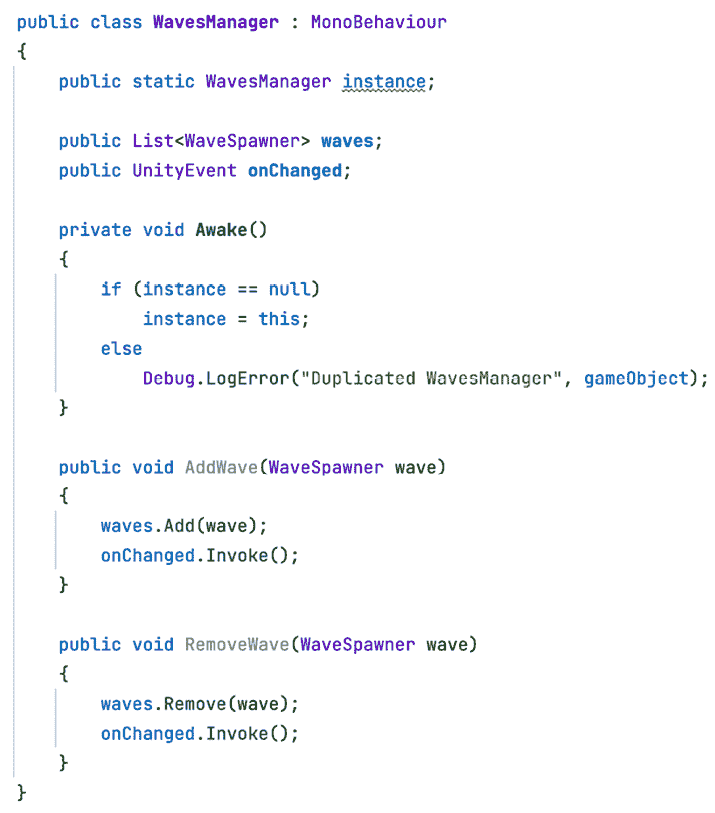 public class WavesManager : MonoBehaviour
{
    public static WavesManager instance;

    public List<WaveSpawner> waves;
    public UnityEvent onChanged;

    private void Awake()
    {
        if (instance == null)
            instance = this;
        else
            Debug.LogError("Duplicated WavesManager", gameObject);
    }

    public void AddWave(WaveSpawner wave)
    {
        waves.Add(wave);
        onChanged.Invoke();
    }

    public void RemoveWave(WaveSpawner wave)
    {
        waves.Remove(wave);
        onChanged.Invoke();
    }
}